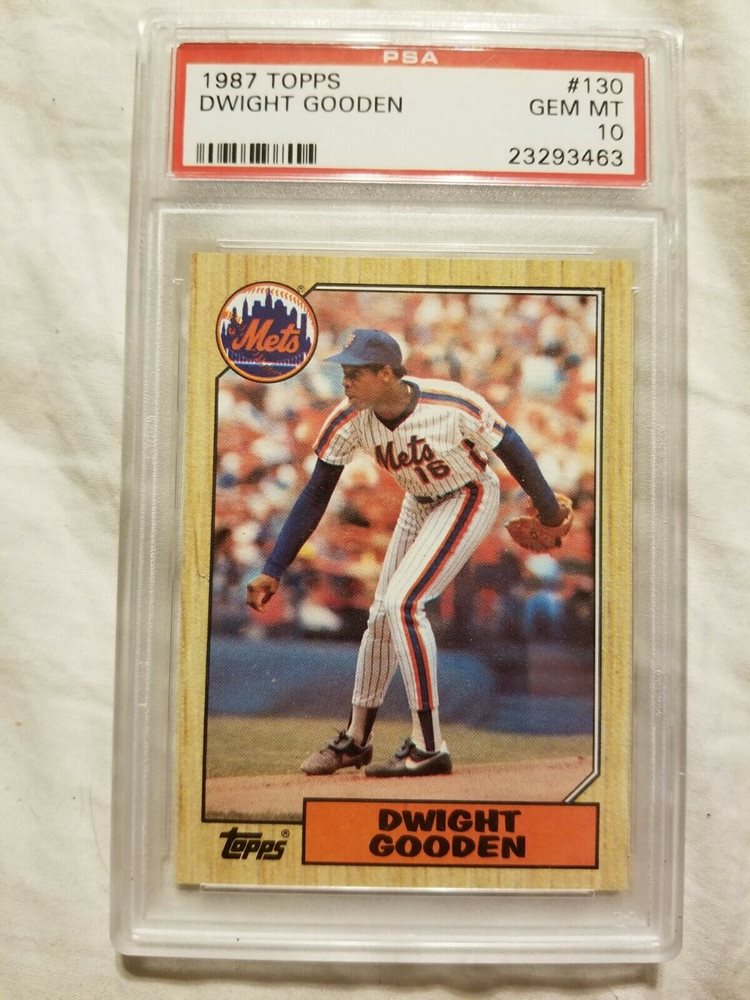 PSA
1987 TOPPS #130
DWIGHT GOODEN GEM MT
10
23293463
Mets
Mets
16
Topps
DWIGHT
GOODEN